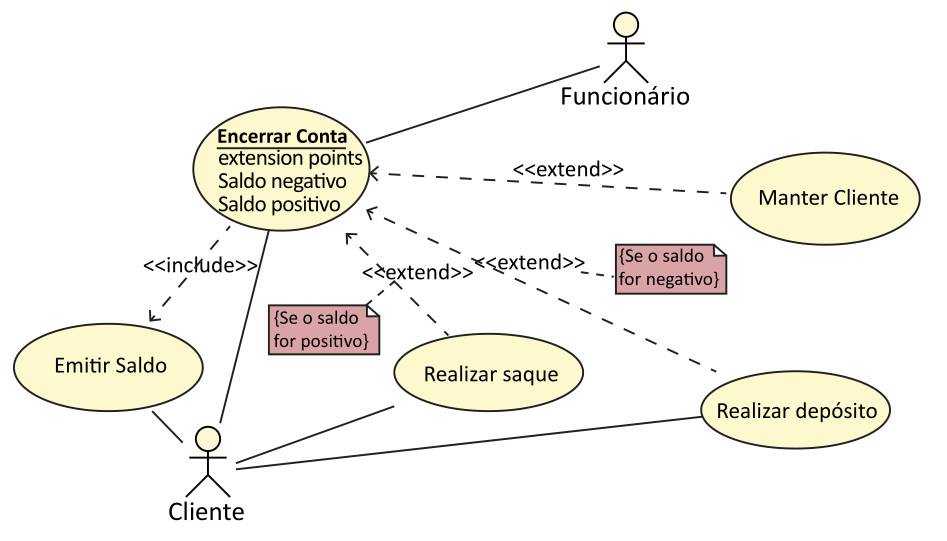 Funcionário
Encerrar Conta
extension points
Saldo negativo
Saldo positivo
<<extend>>
Manter Cliente
<<include>>
<<extend>>
<<extend>>
{Se o saldo
for negativo}
{Se o saldo
for positivo}
Emitir Saldo
Realizar saque
Realizar depósito
Cliente